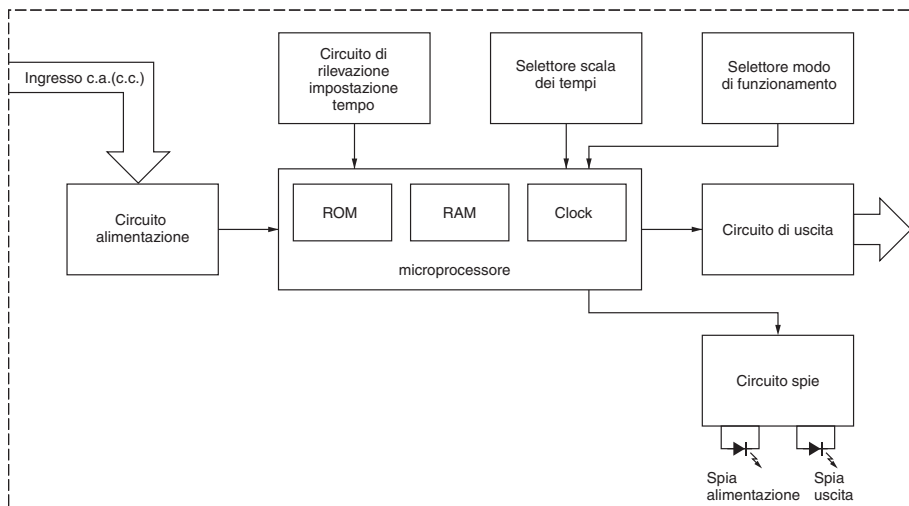 Ingresso c.a.(c.c.)
Circuito di
rilevazione
impostazione
tempo
Selettore scala
dei tempi
Selettore modo
di funzionamento
Circuito
alimentazione
ROM
RAM
Clock
microprocessore
Circuito di uscita
Circuito spie
Spia
alimentazione
Spia
uscita